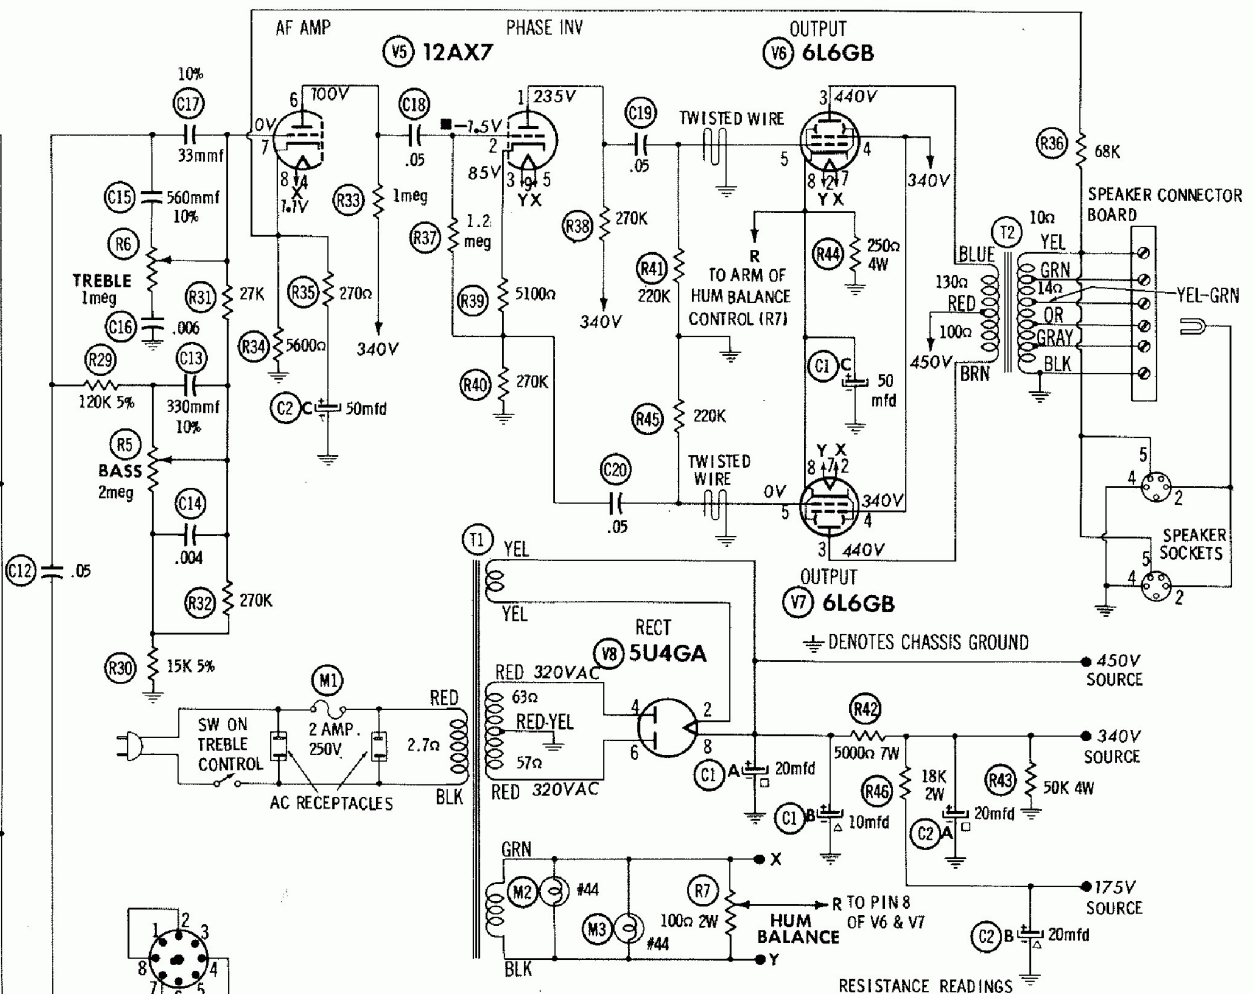 AF AMP
V5 12AX7
PHASE INV
OUTPUT
V6 6L6GB
10%
C17
33mmf
0V
6
7
100V
8 4
X
1.1V
C18
.05
■-1.5V
1
235V
2
85V
3 9 5
Y X
C19
.05
TWISTED WIRE
3
440V
5
4
8 2 7
Y X
340V
R36
68K
C15
560mmf
10%
R6
TREBLE
1meg
C16
.006
R31
27K
R33
1meg
R35
270Ω
R34
5600Ω
340V
C2 C
50mfd
R37
1.2
meg
R39
5100Ω
R40
270K
R38
270K
340V
R41
220K
R
TO ARM OF
HUM BALANCE
CONTROL (R7)
R44
250Ω
4W
C1 C
50
mfd
T2
BLUE
130Ω
RED
100Ω
450V
BRN
10Ω
YEL
GRN
14Ω
OR
GRAY
BLK
SPEAKER CONNECTOR
BOARD
YEL-GRN
R29
120K 5%
C13
330mmf
10%
R5
BASS
2meg
C14
.004
R32
270K
R30
15K 5%
C12
.05
R45
220K
TWISTED
WIRE
C20
.05
0V
5
Y X
8 7 2
340V
4
3
440V
OUTPUT
V7 6L6GB
5
4
2
SPEAKER
SOCKETS
5
4
2
DENOTES CHASSIS GROUND
T1
YEL
YEL
RECT
V8 5U4GA
RED 320VAC
63Ω
RED-YEL
57Ω
RED 320VAC
4
6
2
8
450V
SOURCE
M1
2 AMP.
250V
SW ON
TREBLE
CONTROL
AC RECEPTACLES
RED
2.7Ω
BLK
C1 A
20mfd
R42
5000Ω 7W
C1 B
10mfd
R46
18K
2W
C2 A
20mfd
R43
50K 4W
340V
SOURCE
175V
SOURCE
C2 B
20mfd
GRN
M2
#44
M3
#44
BLK
R7
100Ω 2W
X
Y
HUM
BALANCE
R TO PIN 8
OF V6 & V7
1
2
3
8
4
7
5
RESISTANCE READINGS